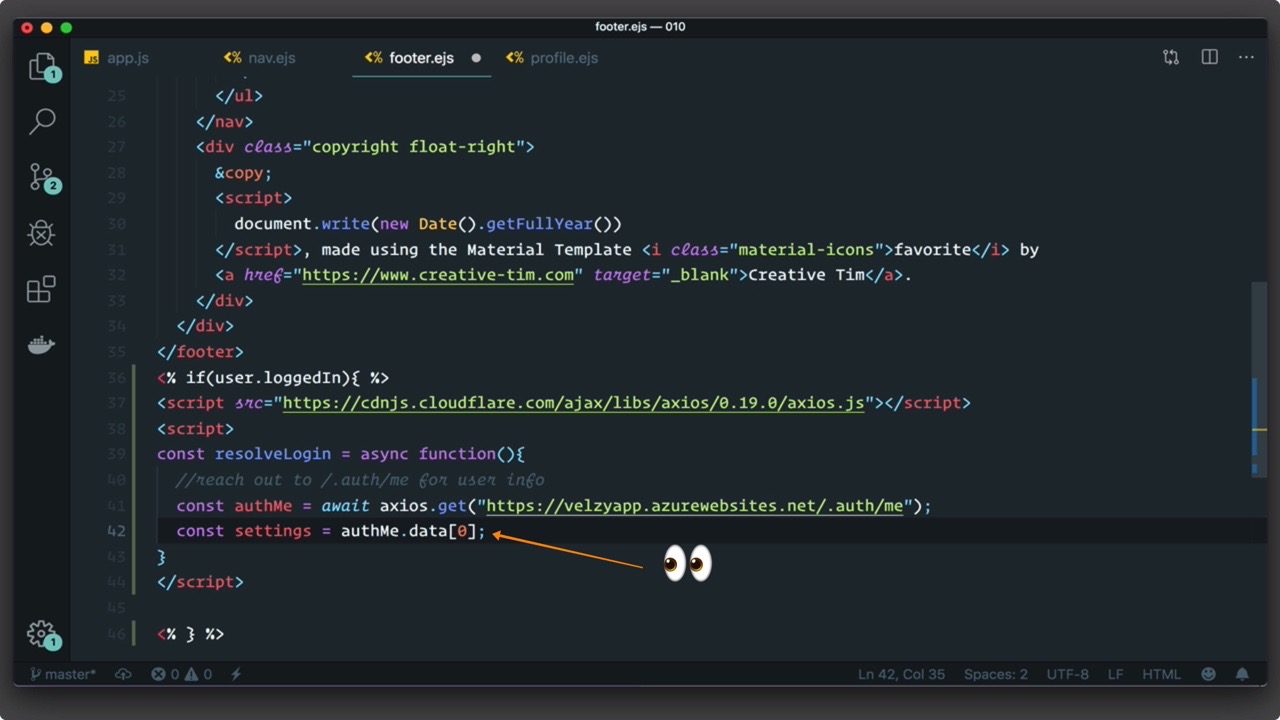 footer.ejs — 010
JS app.js <% nav.ejs <% footer.ejs <% profile.ejs
25 </ul>
26 </nav>
27 <div class="copyright float-right">
28 &copy;
29 <script>
30 document.write(new Date().getFullYear())
31 </script>, made using the Material Template <i class="material-icons">favorite</i> by
32 <a href="https://www.creative-tim.com" target="_blank">Creative Tim</a>.
33 </div>
34 </div>
35 </footer>
36 <% if(user.loggedIn){ %>
37 <script src="https://cdnjs.cloudflare.com/ajax/libs/axios/0.19.0/axios.js"></script>
38 <script>
39 const resolveLogin = async function(){
40 //reach out to /.auth/me for user info
41 const authMe = await axios.get("https://velzyapp.azurewebsites.net/.auth/me");
42 const settings = authMe.data[0];
43 }
44 </script>
45
46 <% } %>
1
2
1
master* 0 0 Ln 42, Col 35 Spaces: 2 UTF-8 LF HTML